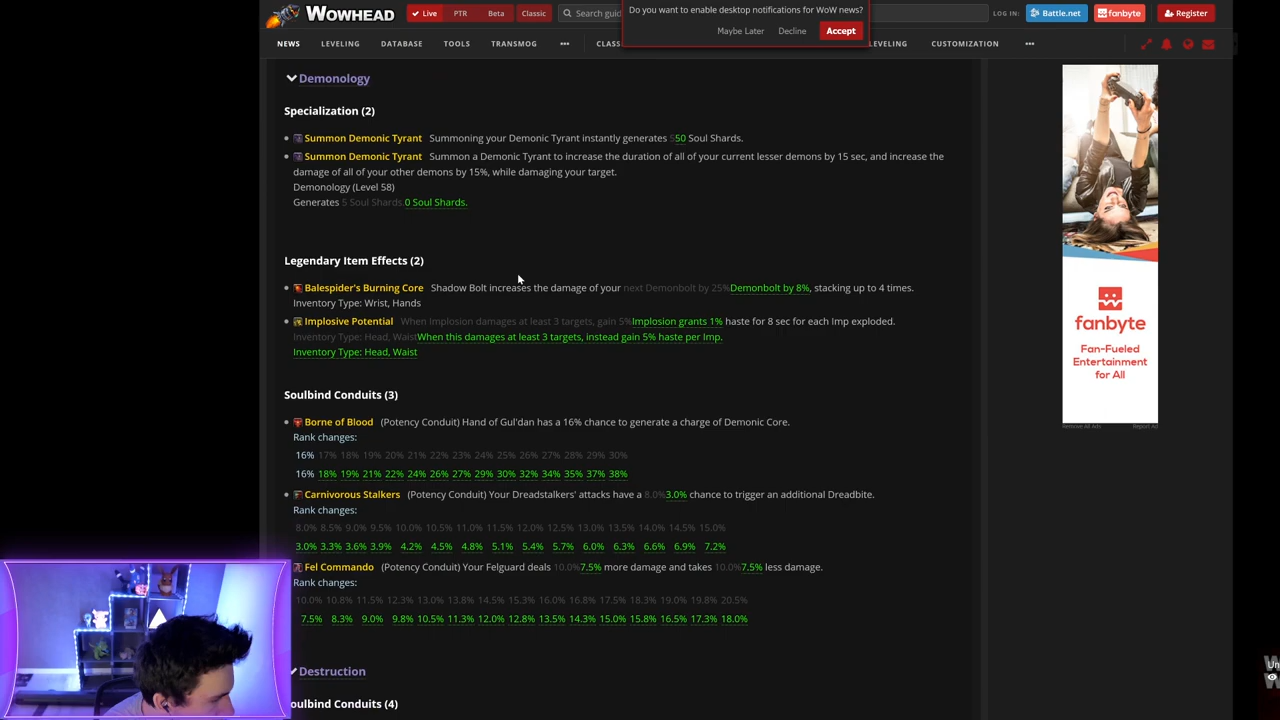 WOWHEAD
Live PTR Beta Classic
Search guid
Do you want to enable desktop notifications for WoW news?
Maybe Later Decline Accept
LOG IN: Battle.net fanbyte Register
NEWS LEVELING DATABASE TOOLS TRANSMOG ••• CLASS LEVELING CUSTOMIZATION •••
Demonology
Specialization (2)
Summon Demonic Tyrant Summoning your Demonic Tyrant instantly generates 550 Soul Shards.
Summon Demonic Tyrant Summon a Demonic Tyrant to increase the duration of all of your current lesser demons by 15 sec, and increase the
damage of all of your other demons by 15%, while damaging your target.
Demonology (Level 58)
Generates 5 Soul Shards.0 Soul Shards.
Legendary Item Effects (2)
Balespider's Burning Core Shadow Bolt increases the damage of your next Demonbolt by 25%Demonbolt by 8%, stacking up to 4 times.
Inventory Type: Wrist, Hands
Implosive Potential When Implosion damages at least 3 targets, gain 5%Implosion grants 1% haste for 8 sec for each Imp exploded.
Inventory Type: Head, WaistWhen this damages at least 3 targets, instead gain 5% haste per Imp.
Inventory Type: Head, Waist
Soulbind Conduits (3)
Borne of Blood (Potency Conduit) Hand of Gul'dan has a 16% chance to generate a charge of Demonic Core.
Rank changes:
16% 17% 18% 19% 20% 21% 22% 23% 24% 25% 26% 27% 28% 29% 30%
16% 18% 19% 21% 22% 24% 26% 27% 29% 30% 32% 34% 35% 37% 38%
Carnivorous Stalkers (Potency Conduit) Your Dreadstalkers' attacks have a 8.0%3.0% chance to trigger an additional Dreadbite.
Rank changes:
8.0% 8.5% 9.0% 9.5% 10.0% 10.5% 11.0% 11.5% 12.0% 12.5% 13.0% 13.5% 14.0% 14.5% 15.0%
3.0% 3.3% 3.6% 3.9% 4.2% 4.5% 4.8% 5.1% 5.4% 5.7% 6.0% 6.3% 6.6% 6.9% 7.2%
Fel Commando (Potency Conduit) Your Felguard deals 10.0%7.5% more damage and takes 10.0%7.5% less damage.
Rank changes:
10.0% 10.8% 11.5% 12.3% 13.0% 13.8% 14.5% 15.3% 16.0% 16.8% 17.5% 18.3% 19.0% 19.8% 20.5%
7.5% 8.3% 9.0% 9.8% 10.5% 11.3% 12.0% 12.8% 13.5% 14.3% 15.0% 15.8% 16.5% 17.3% 18.0%
Destruction
Soulbind Conduits (4)
fanbyte
Fan-Fueled
Entertainment
for All
Remove All Ads Report Ad
Un